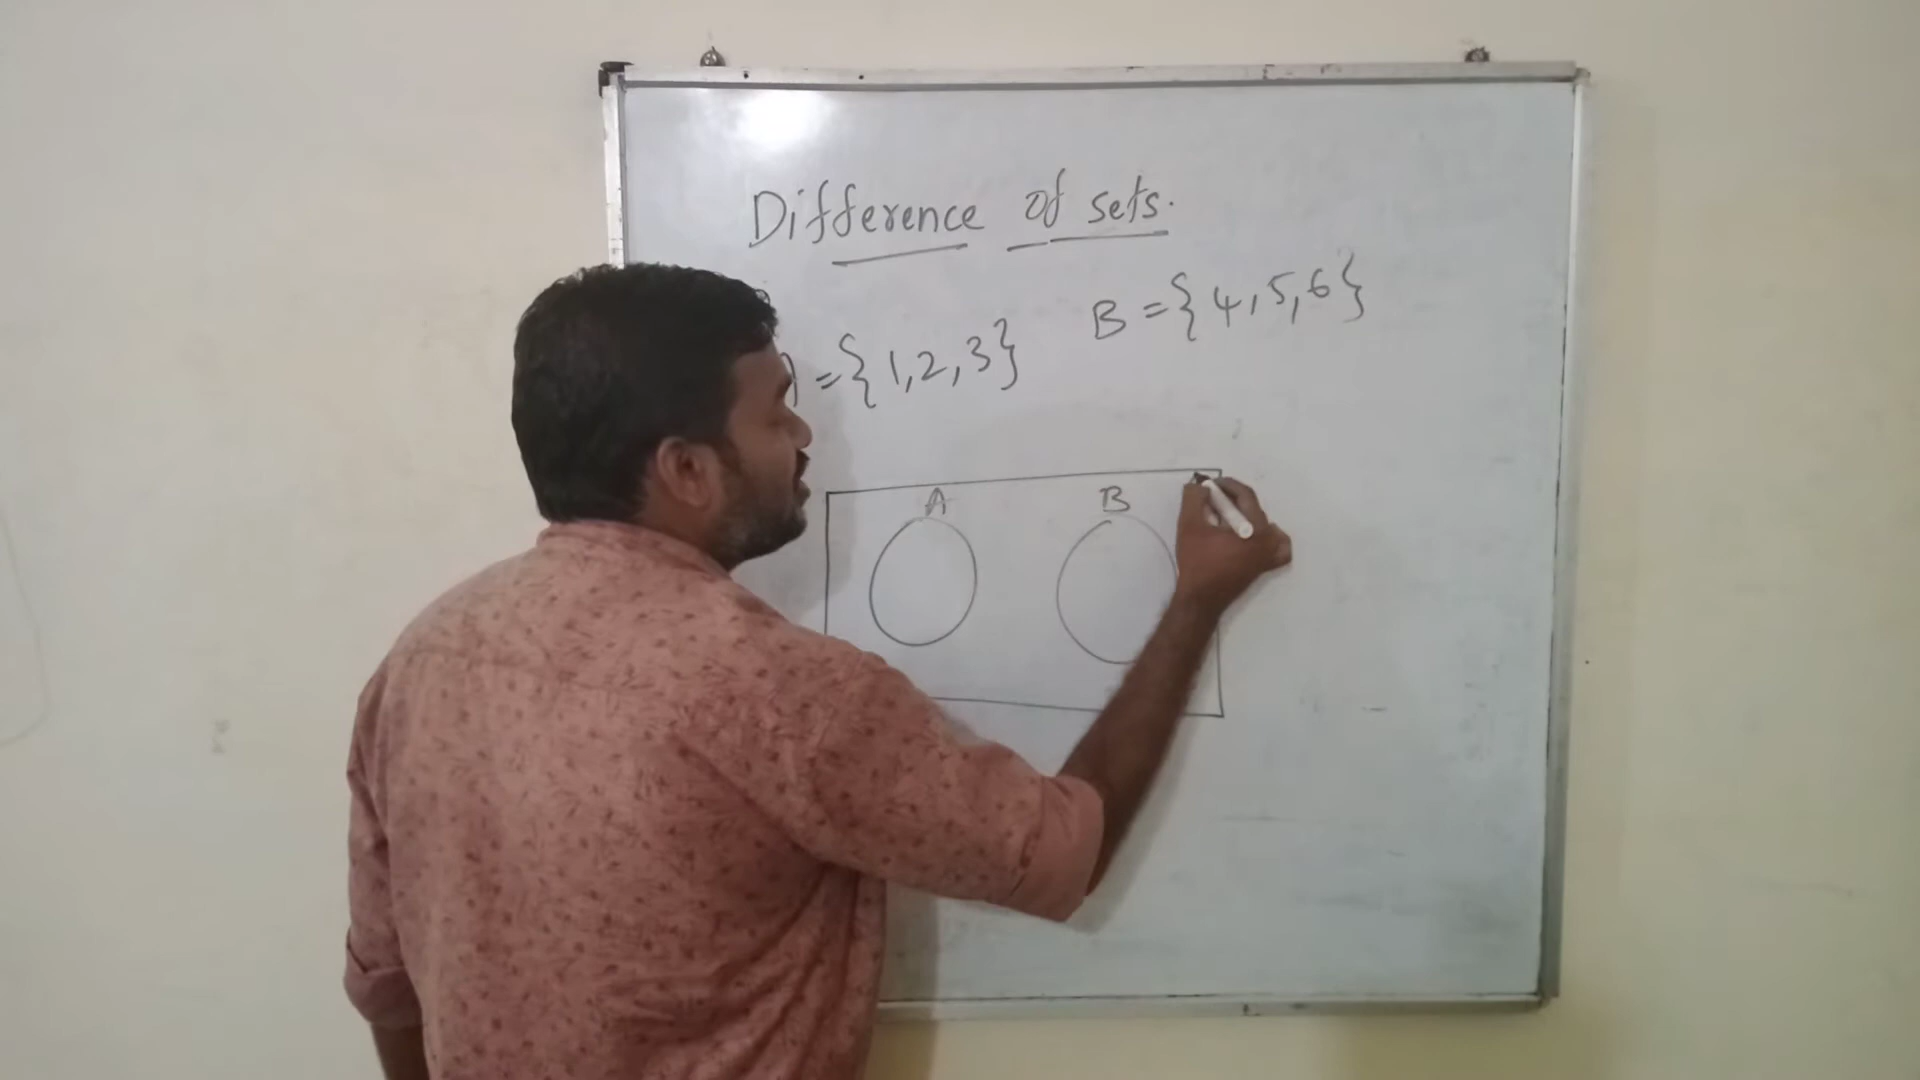 Difference of sets.
= {1,2,3} B = {4,5,6}
A B